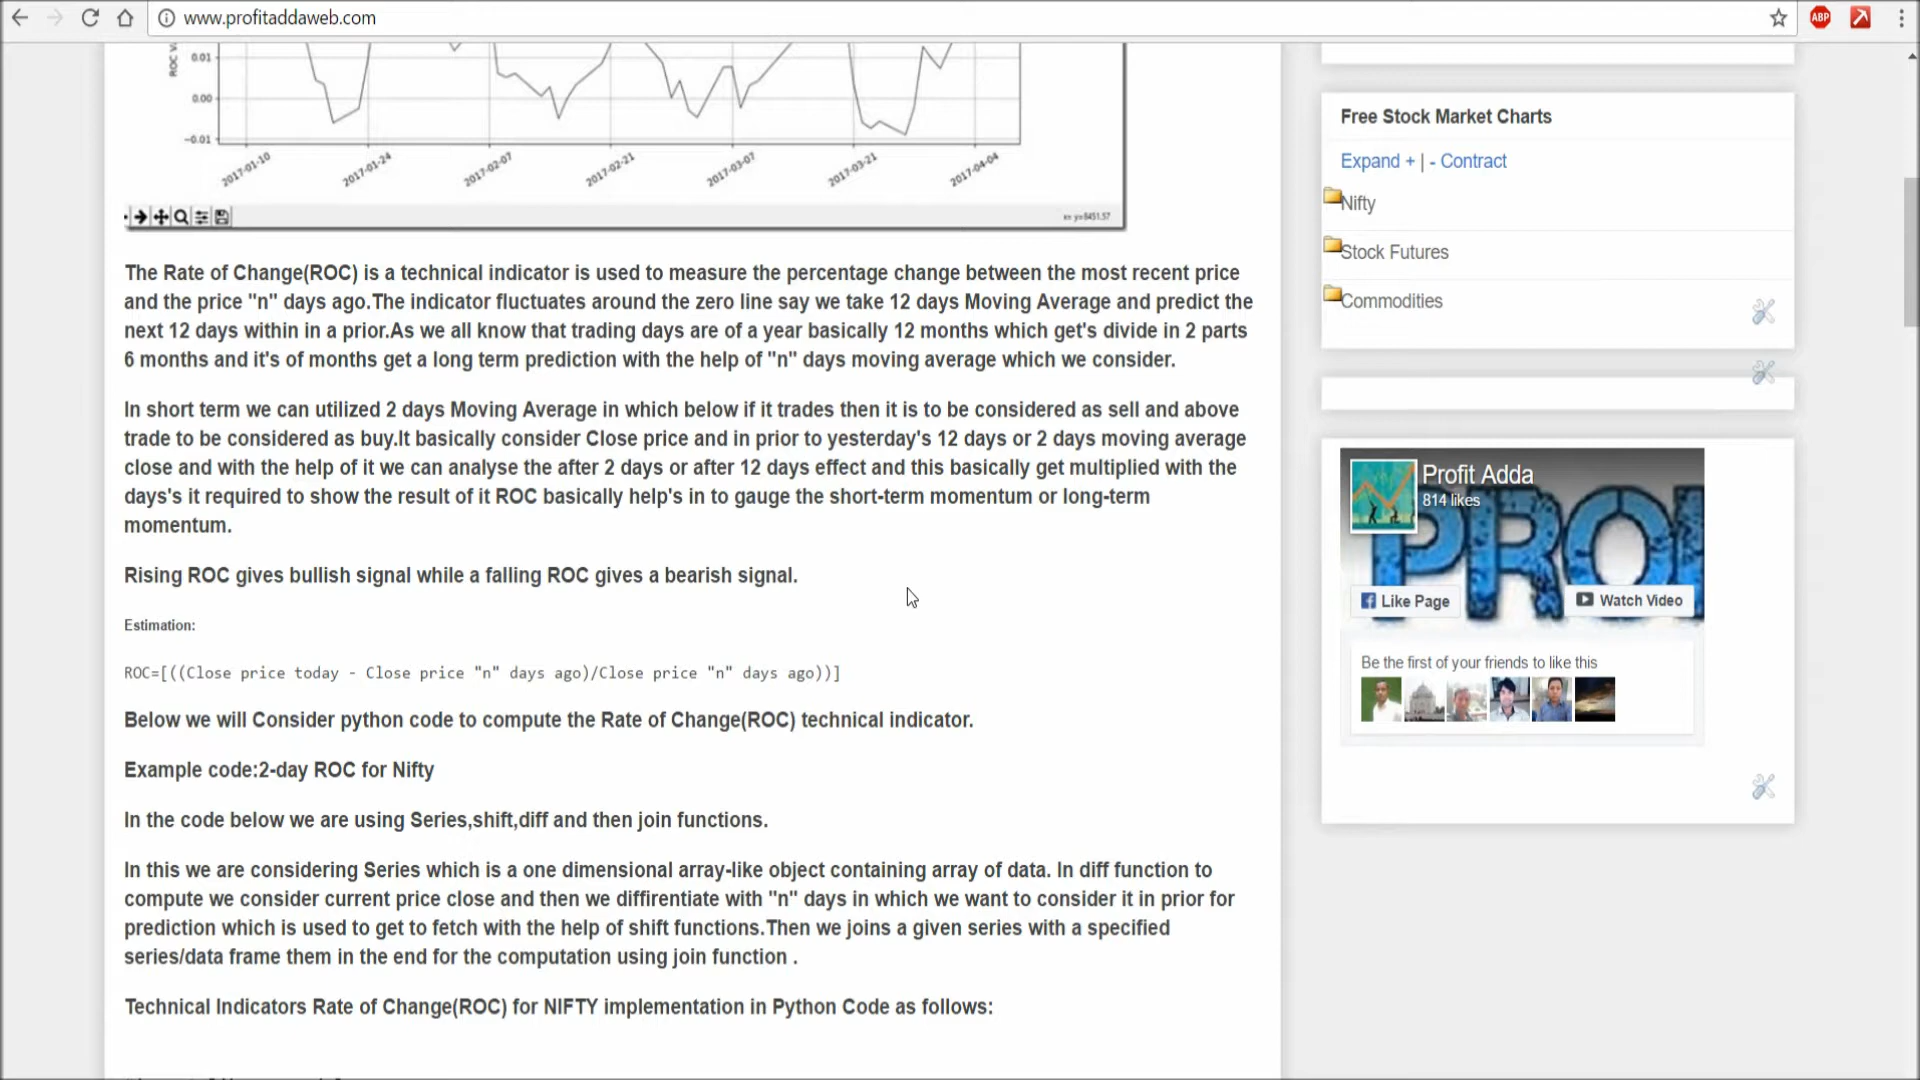 www.profitaddaweb.com
ABP
0.01
0.00
-0.01
ROC
2017-01-10
2017-01-24
2017-02-07
2017-02-21
2017-03-07
2017-03-21
2017-04-04
The Rate of Change(ROC) is a technical indicator is used to measure the percentage change between the most recent price
and the price "n" days ago.The indicator fluctuates around the zero line say we take 12 days Moving Average and predict the
next 12 days within in a prior.As we all know that trading days are of a year basically 12 months which get's divide in 2 parts
6 months and it's of months get a long term prediction with the help of "n" days moving average which we consider.
In short term we can utilized 2 days Moving Average in which below if it trades then it is to be considered as sell and above
trade to be considered as buy.It basically consider Close price and in prior to yesterday's 12 days or 2 days moving average
close and with the help of it we can analyse the after 2 days or after 12 days effect and this basically get multiplied with the
days's it required to show the result of it ROC basically help's in to gauge the short-term momentum or long-term
momentum.
Rising ROC gives bullish signal while a falling ROC gives a bearish signal.
Estimation:
ROC=[((Close price today - Close price "n" days ago)/Close price "n" days ago))]
Below we will Consider python code to compute the Rate of Change(ROC) technical indicator.
Example code:2-day ROC for Nifty
In the code below we are using Series,shift,diff and then join functions.
In this we are considering Series which is a one dimensional array-like object containing array of data. In diff function to
compute we consider current price close and then we diffirentiate with "n" days in which we want to consider it in prior for
prediction which is used to get to fetch with the help of shift functions.Then we joins a given series with a specified
series/data frame them in the end for the computation using join function .
Technical Indicators Rate of Change(ROC) for NIFTY implementation in Python Code as follows:
Free Stock Market Charts
Expand + | - Contract
Nifty
Stock Futures
Commodities
Profit Adda
814 likes
PRO
Like Page
Watch Video
Be the first of your friends to like this